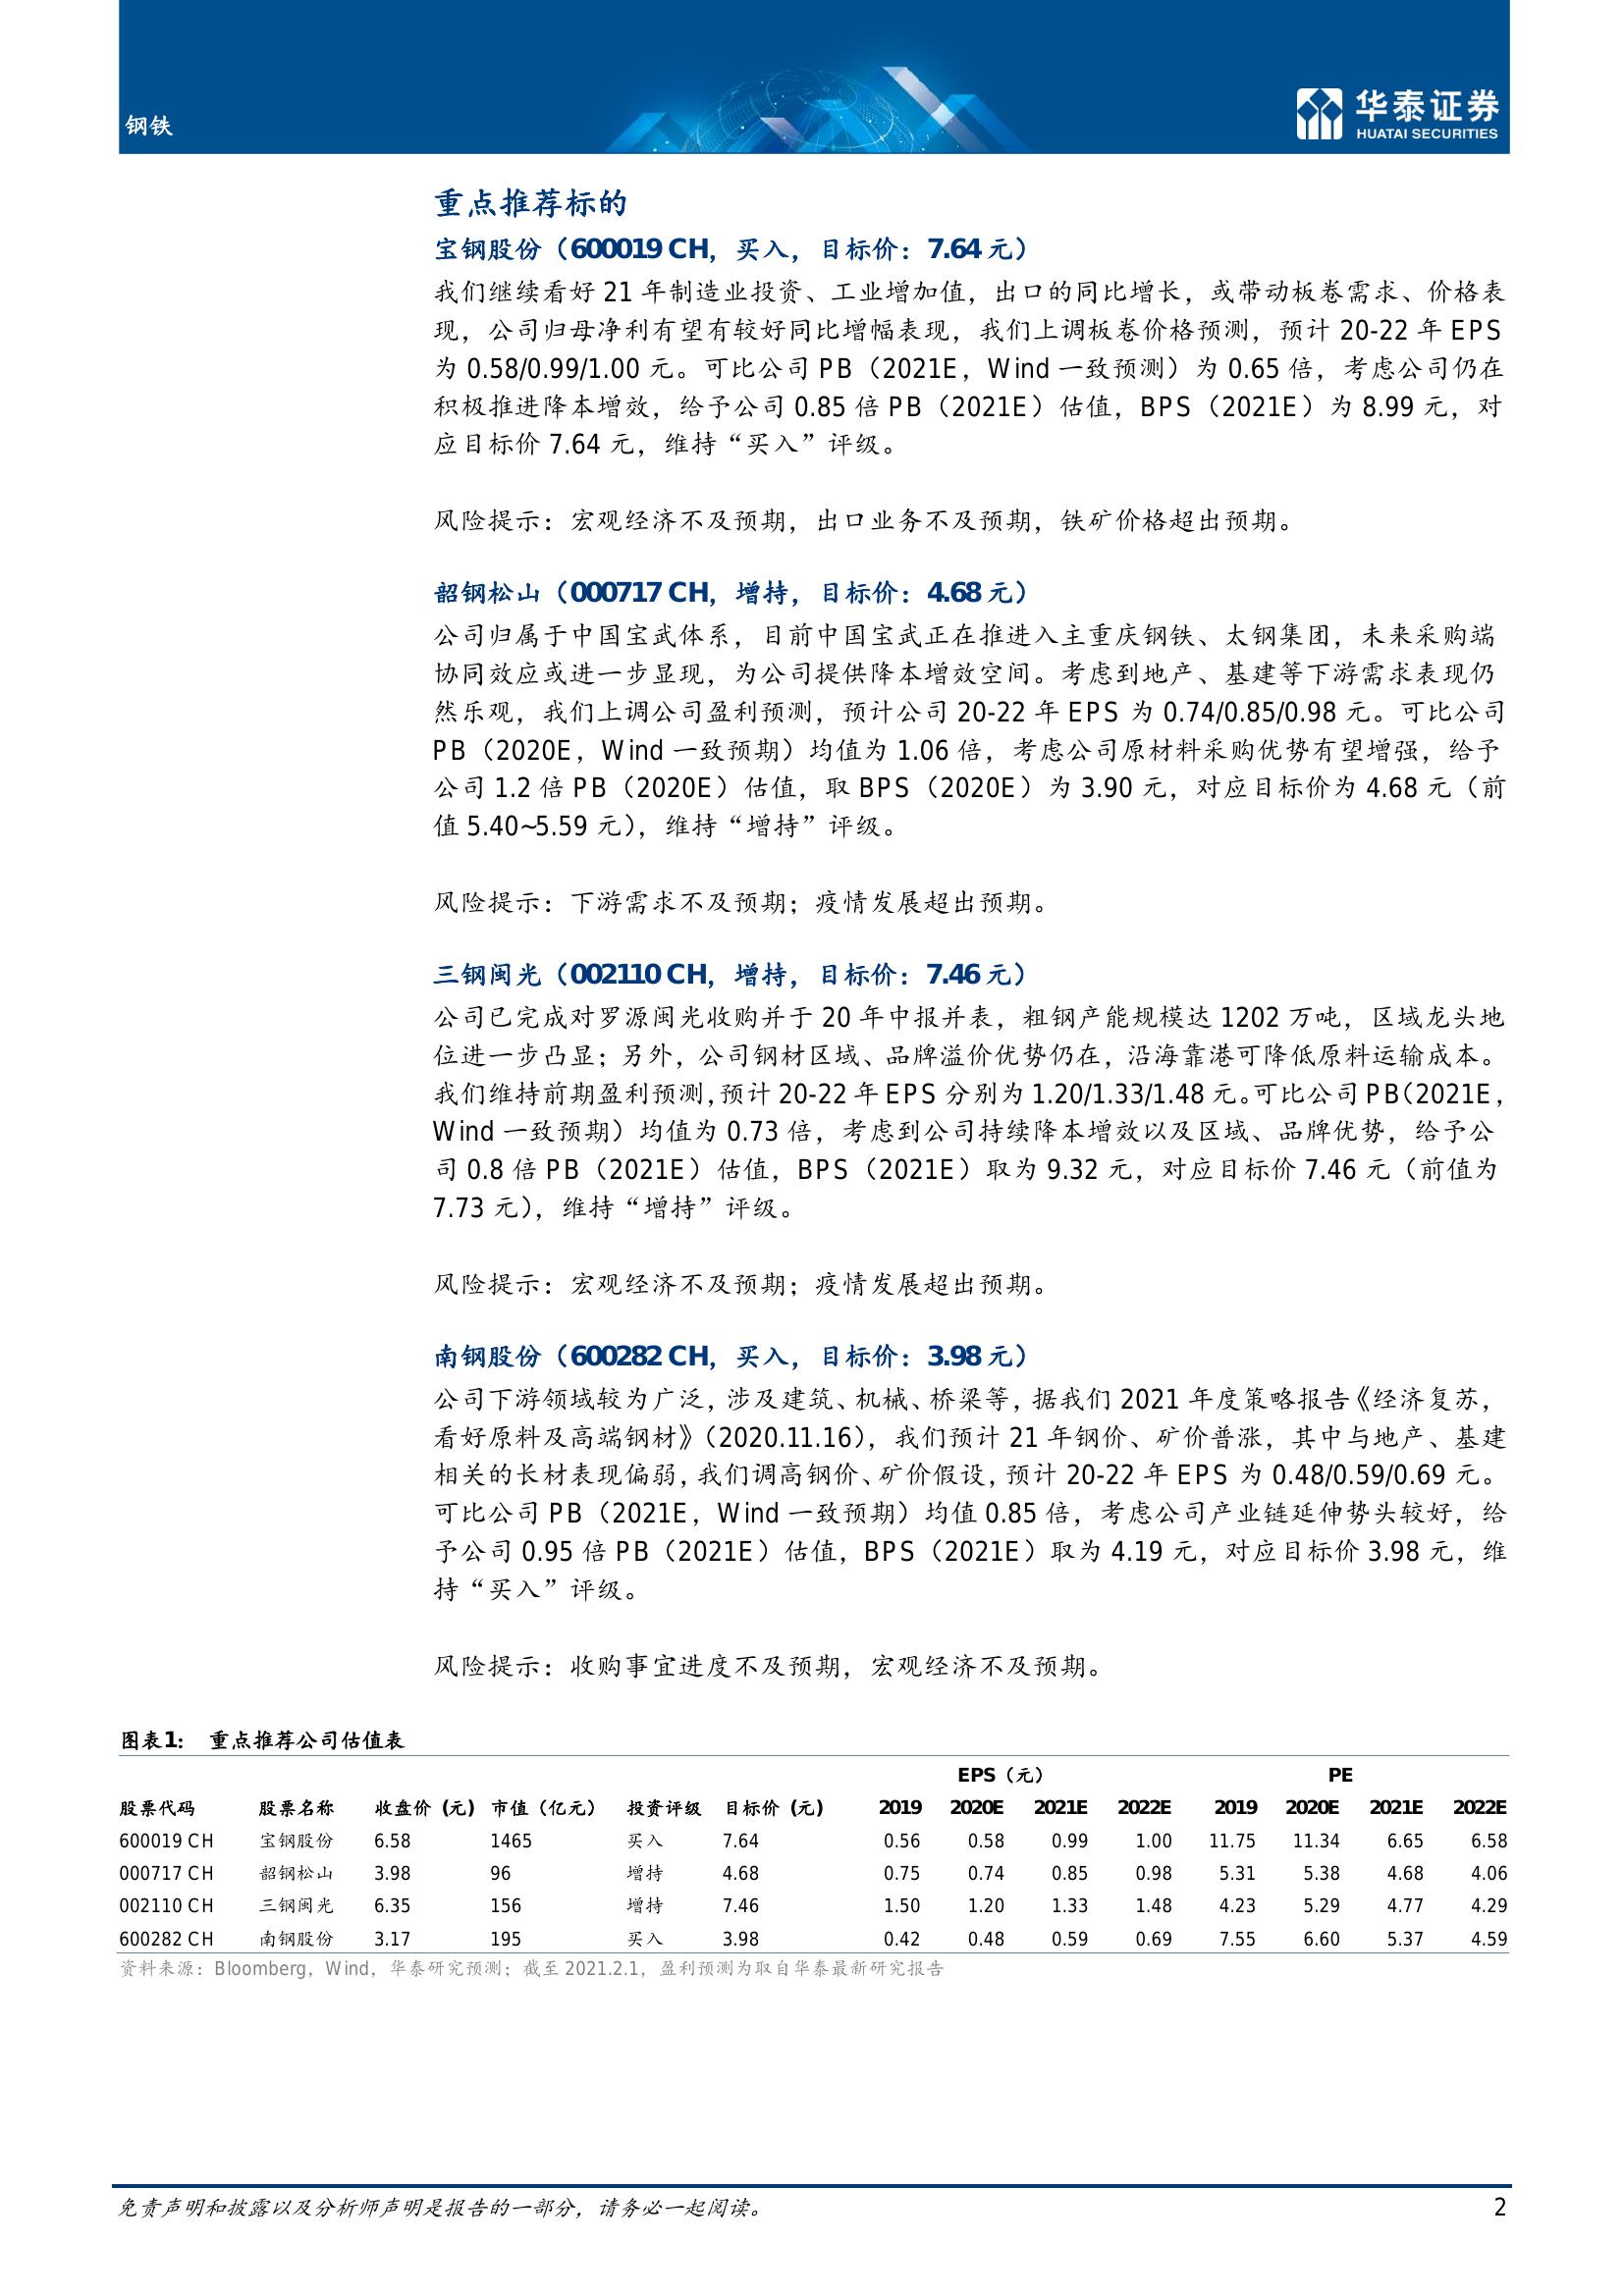 钢铁
华泰证券
HUATAI SECURITIES
重点推荐标的
宝钢股份（600019 CH，买入，目标价：7.64 元）
我们继续看好 21 年制造业投资、工业增加值，出口的同比增长，或带动板卷需求、价格表
现，公司归母净利有望有较好同比增幅表现，我们上调板卷价格预测，预计 20-22 年 EPS
为 0.58/0.99/1.00 元。可比公司 PB（2021E，Wind 一致预测）为 0.65 倍，考虑公司仍在
积极推进降本增效，给予公司 0.85 倍 PB（2021E）估值，BPS（2021E）为 8.99 元，对
应目标价 7.64 元，维持“买入”评级。
风险提示：宏观经济不及预期，出口业务不及预期，铁矿价格超出预期。
韶钢松山（000717 CH，增持，目标价：4.68 元）
公司归属于中国宝武体系，目前中国宝武正在推进入主重庆钢铁、太钢集团，未来采购端
协同效应或进一步显现，为公司提供降本增效空间。考虑到地产、基建等下游需求表现仍
然乐观，我们上调公司盈利预测，预计公司 20-22 年 EPS 为 0.74/0.85/0.98 元。可比公司
PB（2020E，Wind 一致预期）均值为 1.06 倍，考虑公司原材料采购优势有望增强，给予
公司 1.2 倍 PB（2020E）估值，取 BPS（2020E）为 3.90 元，对应目标价为 4.68 元（前
值 5.40~5.59 元），维持“增持”评级。
风险提示：下游需求不及预期；疫情发展超出预期。
三钢闽光（002110 CH，增持，目标价：7.46 元）
公司已完成对罗源闽光收购并于 20 年中报并表，粗钢产能规模达 1202 万吨，区域龙头地
位进一步凸显；另外，公司钢材区域、品牌溢价优势仍在，沿海靠港可降低原料运输成本。
我们维持前期盈利预测，预计 20-22 年 EPS 分别为 1.20/1.33/1.48 元。可比公司 PB（2021E，
Wind 一致预期）均值为 0.73 倍，考虑到公司持续降本增效以及区域、品牌优势，给予公
司 0.8 倍 PB（2021E）估值，BPS（2021E）取为 9.32 元，对应目标价 7.46 元（前值为
7.73 元），维持“增持”评级。
风险提示：宏观经济不及预期；疫情发展超出预期。
南钢股份（600282 CH，买入，目标价：3.98 元）
公司下游领域较为广泛，涉及建筑、机械、桥梁等，据我们 2021 年度策略报告《经济复苏，
看好原料及高端钢材》（2020.11.16），我们预计 21 年钢价、矿价普涨，其中与地产、基建
相关的长材表现偏弱，我们调高钢价、矿价假设，预计 20-22 年 EPS 为 0.48/0.59/0.69 元。
可比公司 PB（2021E，Wind 一致预期）均值 0.85 倍，考虑公司产业链延伸势头较好，给
予公司 0.95 倍 PB（2021E）估值，BPS（2021E）取为 4.19 元，对应目标价 3.98 元，维
持“买入”评级。
风险提示：收购事宜进度不及预期，宏观经济不及预期。
图表1： 重点推荐公司估值表
EPS（元） PE
股票代码 股票名称 收盘价（元） 市值（亿元） 投资评级 目标价（元） 2019 2020E 2021E 2022E 2019 2020E 2021E 2022E
600019 CH 宝钢股份 6.58 1465 买入 7.64 0.56 0.58 0.99 1.00 11.75 11.34 6.65 6.58
000717 CH 韶钢松山 3.98 96 增持 4.68 0.75 0.74 0.85 0.98 5.31 5.38 4.68 4.06
002110 CH 三钢闽光 6.35 156 增持 7.46 1.50 1.20 1.33 1.48 4.23 5.29 4.77 4.29
600282 CH 南钢股份 3.17 195 买入 3.98 0.42 0.48 0.59 0.69 7.55 6.60 5.37 4.59
资料来源：Bloomberg，Wind，华泰研究预测；截至 2021.2.1，盈利预测为取自华泰最新研究报告
免责声明和披露以及分析师声明是报告的一部分，请务必一起阅读。 2